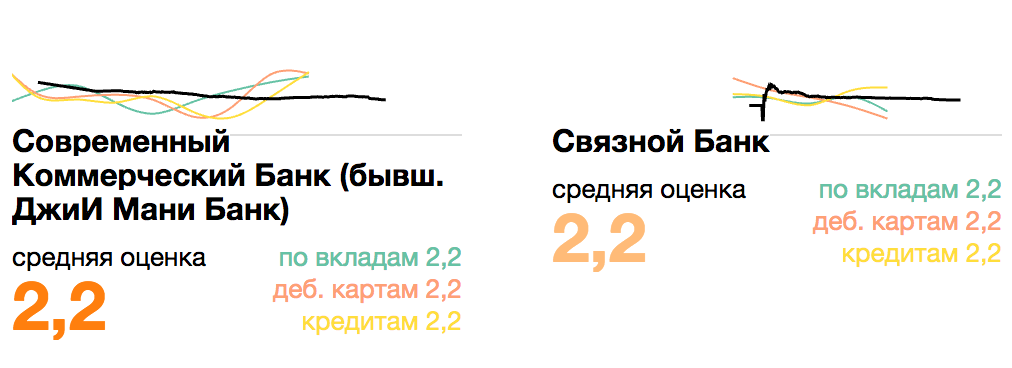 Современный
Коммерческий Банк (бывш.
ДжиИ Мани Банк)
средняя оценка
2,2
по вкладам 2,2
деб. картам 2,2
кредитам 2,2
Связной Банк
средняя оценка
2,2
по вкладам 2,2
деб. картам 2,2
кредитам 2,2